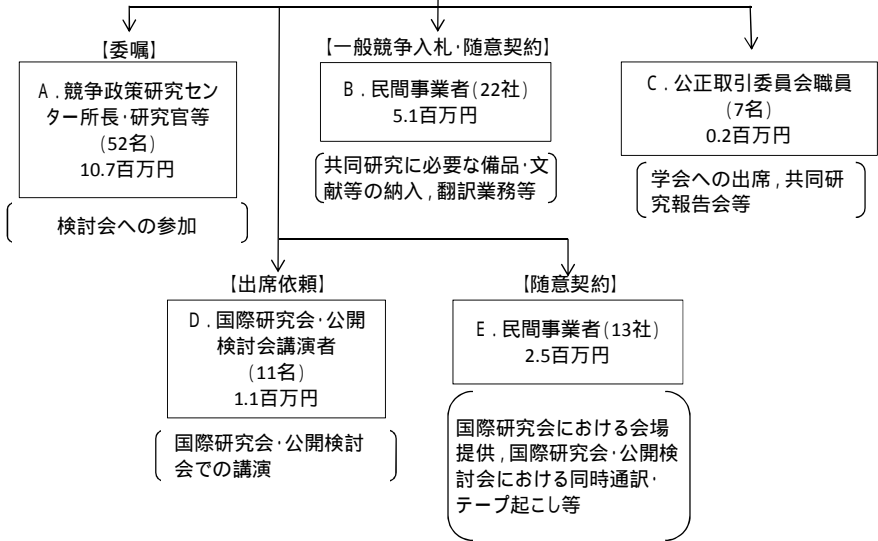 【委嘱】
A．競争政策研究セン
ター所長・研究官等
(52名)
10.7百万円
検討会への参加
【一般競争入札・随意契約】
B．民間事業者(22社)
5.1百万円
共同研究に必要な備品・文
献等の納入，翻訳業務等
C．公正取引委員会職員
(7名)
0.2百万円
学会への出席，共同研
究報告会等
【出席依頼】
D．国際研究会・公開
検討会講演者
(11名)
1.1百万円
国際研究会・公開検討
会での講演
【随意契約】
E．民間事業者(13社)
2.5百万円
国際研究会における会場
提供，国際研究会・公開検
討会における同時通訳・
テープ起こし等